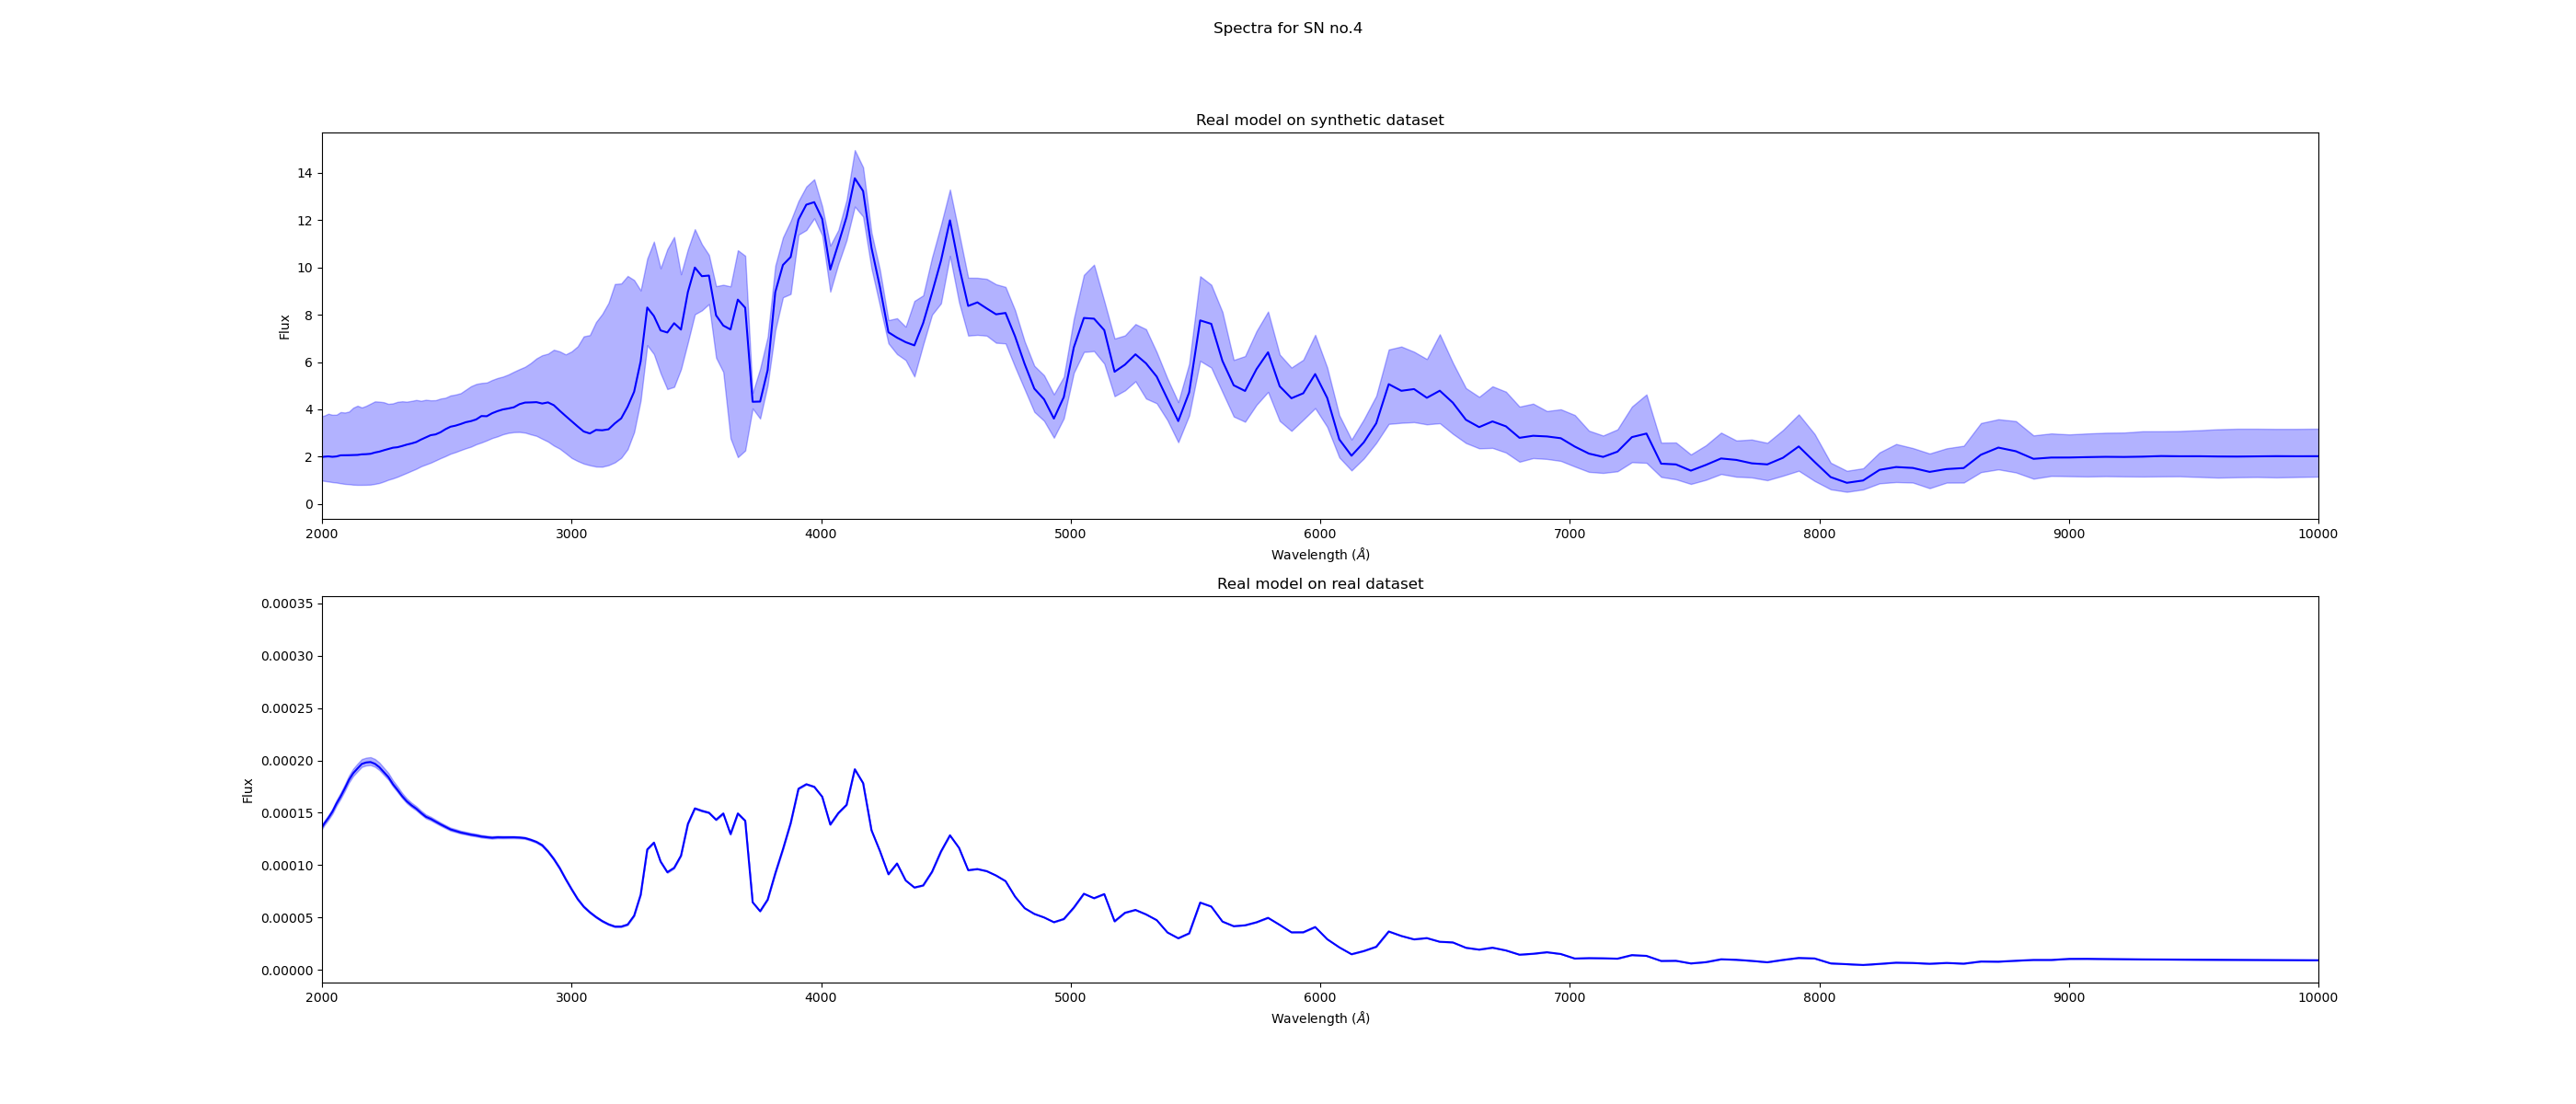 Spectra for SN no.4
Real model on synthetic dataset
14
12
10
8
6
4
2
0
Flux
2000 3000 4000 5000 6000 7000 8000 9000 10000
Wavelength (Å)
Real model on real dataset
0.00035
0.00030
0.00025
0.00020
0.00015
0.00010
0.00005
0.00000
Flux
2000 3000 4000 5000 6000 7000 8000 9000 10000
Wavelength (Å)